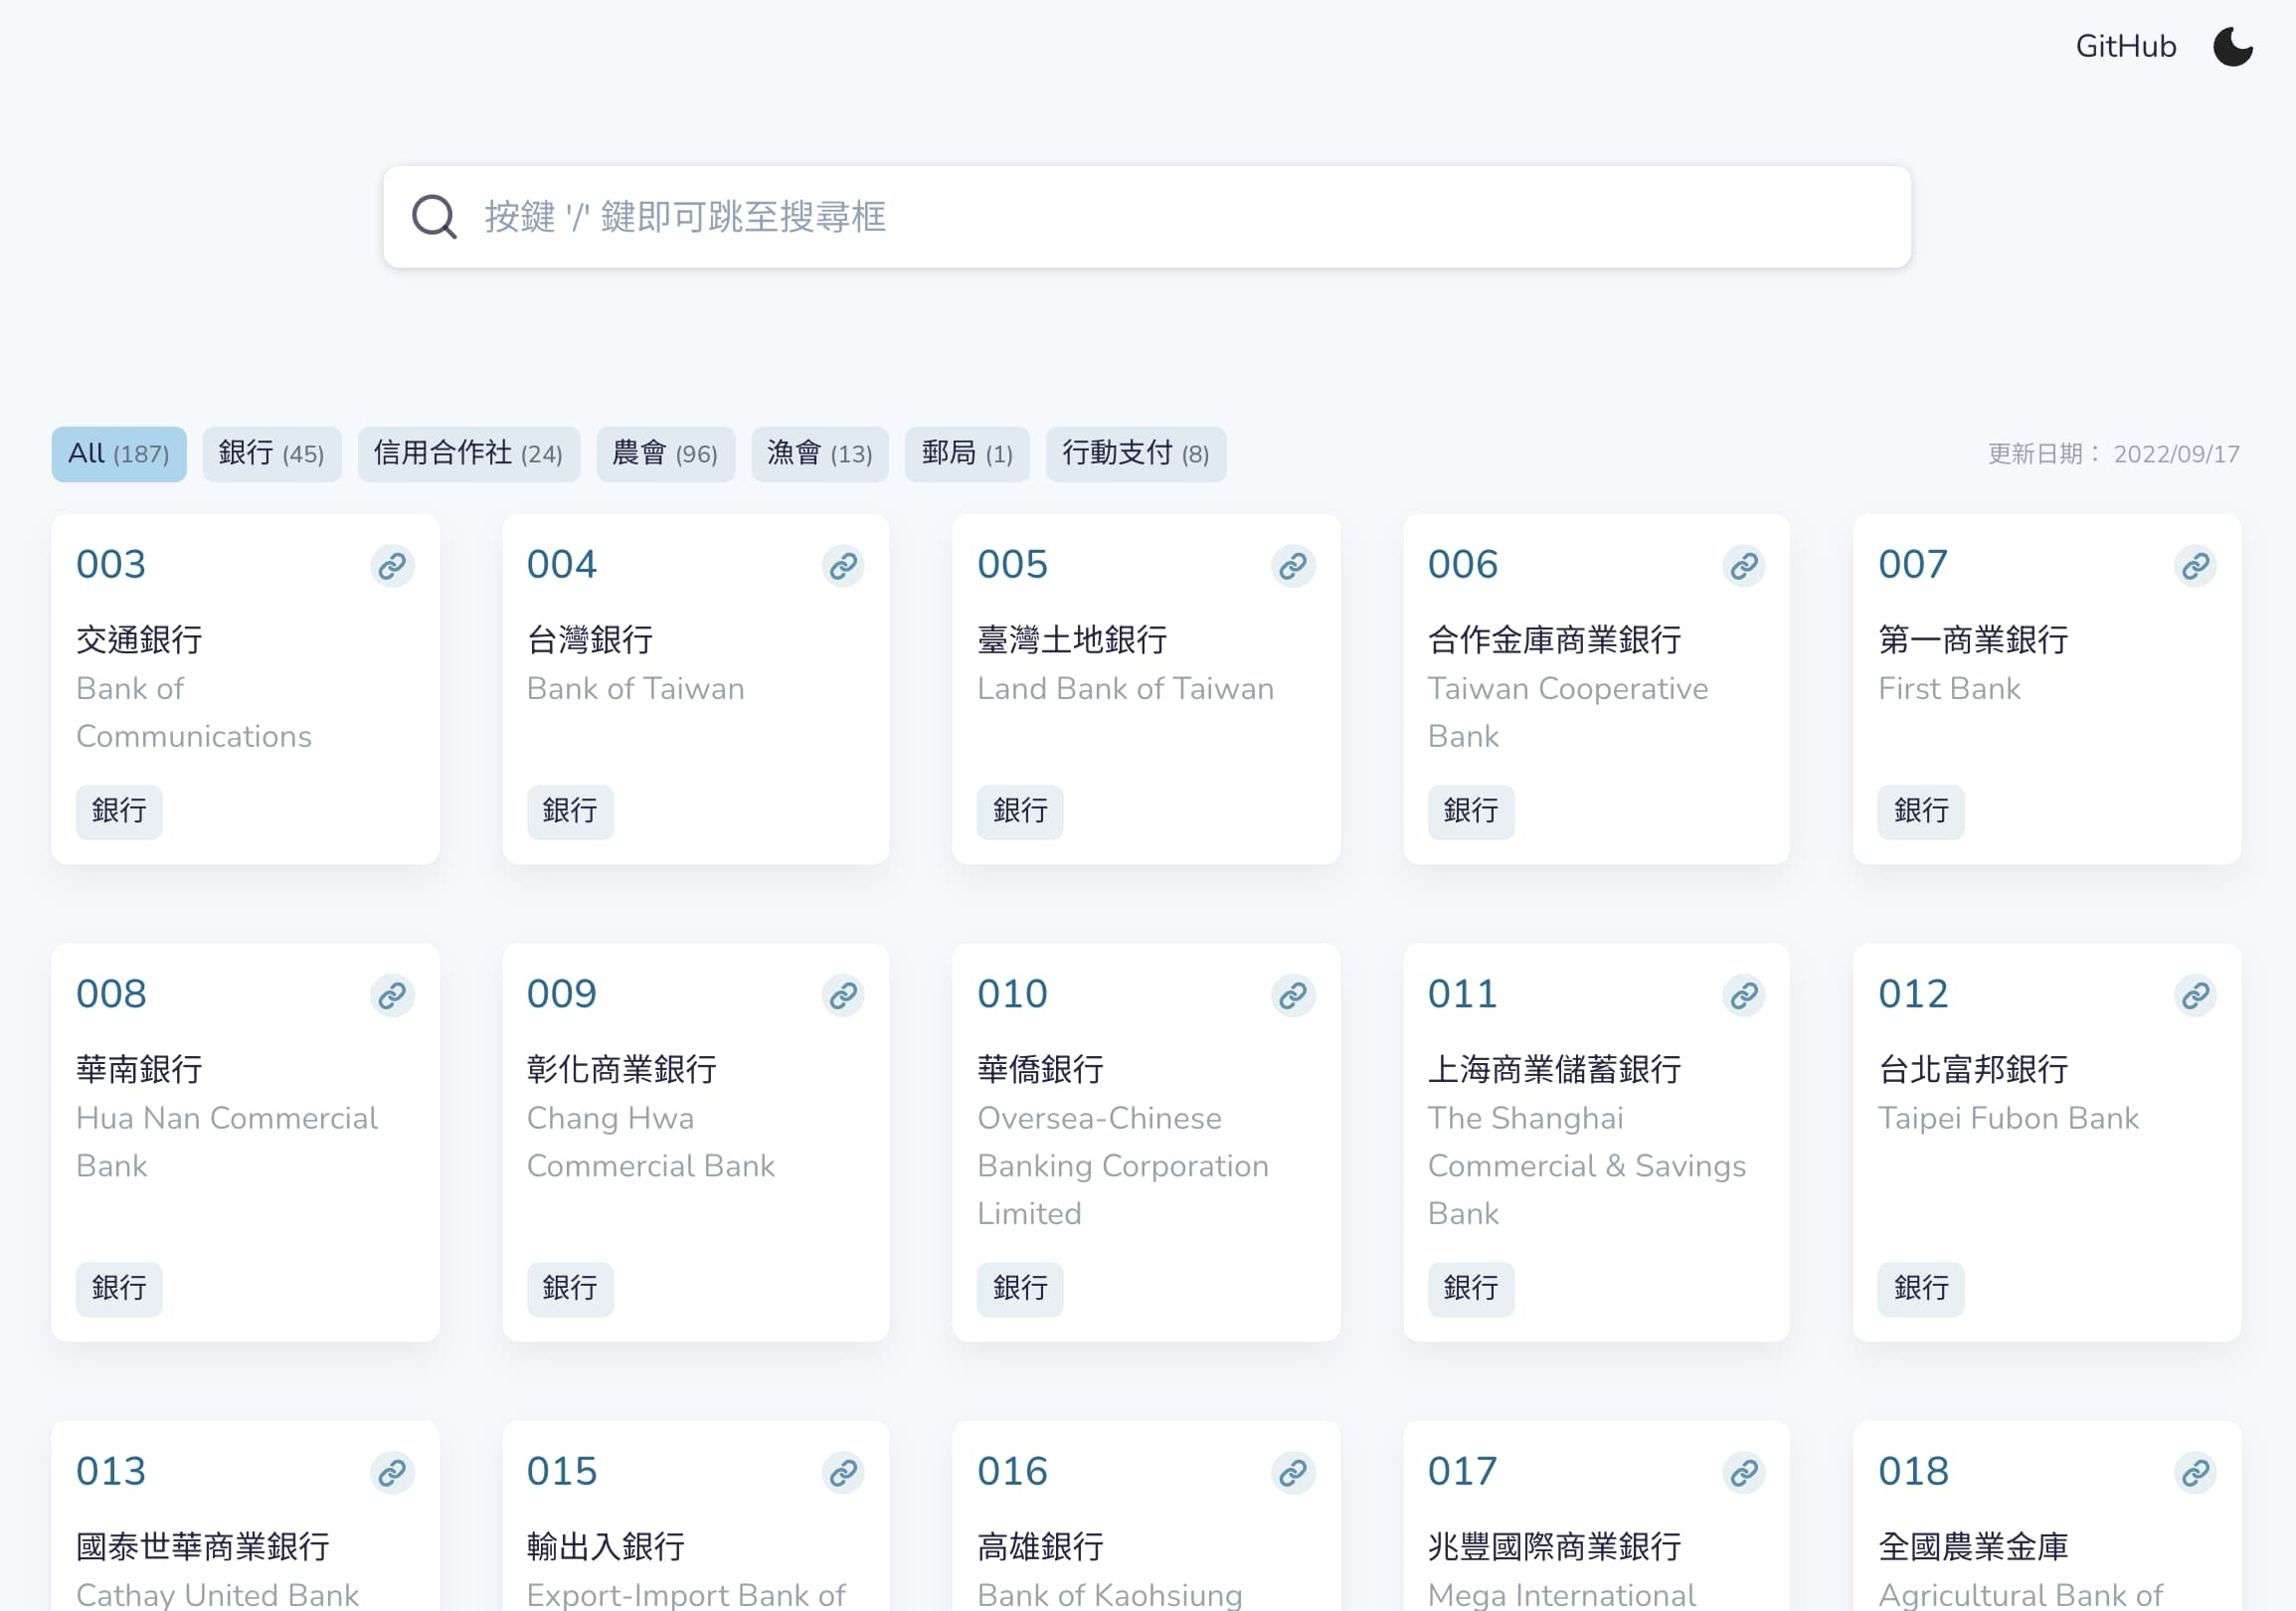 GitHub
按鍵 '/' 鍵即可跳至搜尋框
All (187) 銀行 (45) 信用合作社 (24) 農會 (96) 漁會 (13) 郵局 (1) 行動支付 (8) 更新日期： 2022/09/17
003
交通銀行
Bank of
Communications
銀行
004
台灣銀行
Bank of Taiwan
銀行
005
臺灣土地銀行
Land Bank of Taiwan
銀行
006
合作金庫商業銀行
Taiwan Cooperative
Bank
銀行
007
第一商業銀行
First Bank
銀行
008
華南銀行
Hua Nan Commercial
Bank
銀行
009
彰化商業銀行
Chang Hwa
Commercial Bank
銀行
010
華僑銀行
Oversea-Chinese
Banking Corporation
Limited
銀行
011
上海商業儲蓄銀行
The Shanghai
Commercial & Savings
Bank
銀行
012
台北富邦銀行
Taipei Fubon Bank
銀行
013
國泰世華商業銀行
Cathay United Bank
015
輸出入銀行
Export-Import Bank of
016
高雄銀行
Bank of Kaohsiung
017
兆豐國際商業銀行
Mega International
018
全國農業金庫
Agricultural Bank of